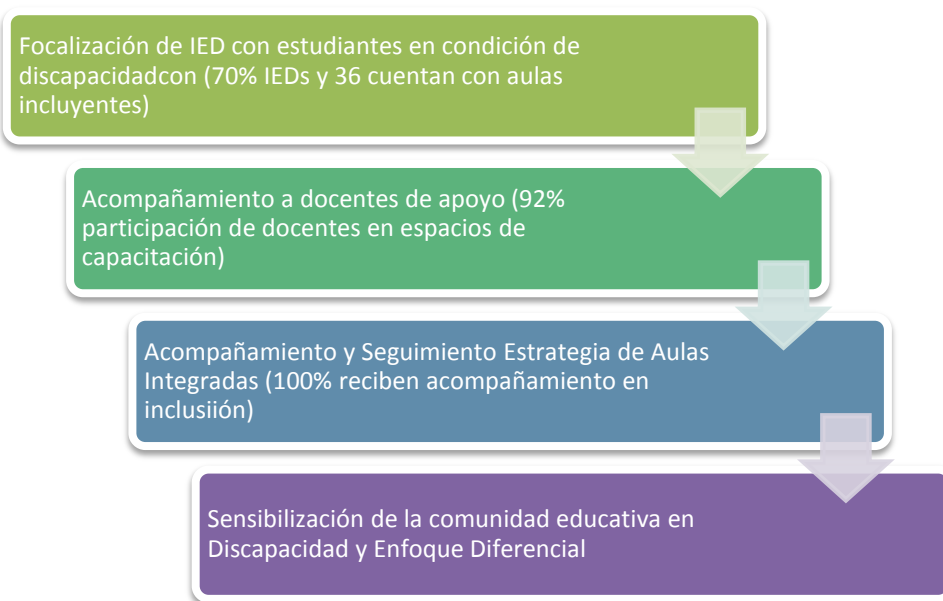 Focalización de IED con estudiantes en condición de
discapacidadcon (70% IEDs y 36 cuentan con aulas
incluyentes)
Acompañamiento a docentes de apoyo (92%
participación de docentes en espacios de
capacitación)
Acompañamiento y Seguimiento Estrategia de Aulas
Integradas (100% reciben acompañamiento en
inclusiión)
Sensibilización de la comunidad educativa en
Discapacidad y Enfoque Diferencial